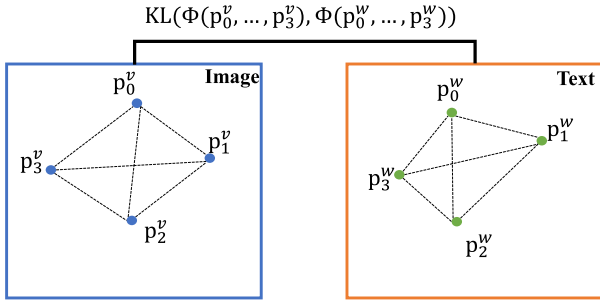 KL(Φ(p₀ᵛ, … , p₃ᵛ), Φ(p₀ʷ, … , p₃ʷ))
Image
Text
p₀ᵛ
p₀ʷ
p₁ᵛ
p₁ʷ
p₃ᵛ
p₃ʷ
p₂ᵛ
p₂ʷ